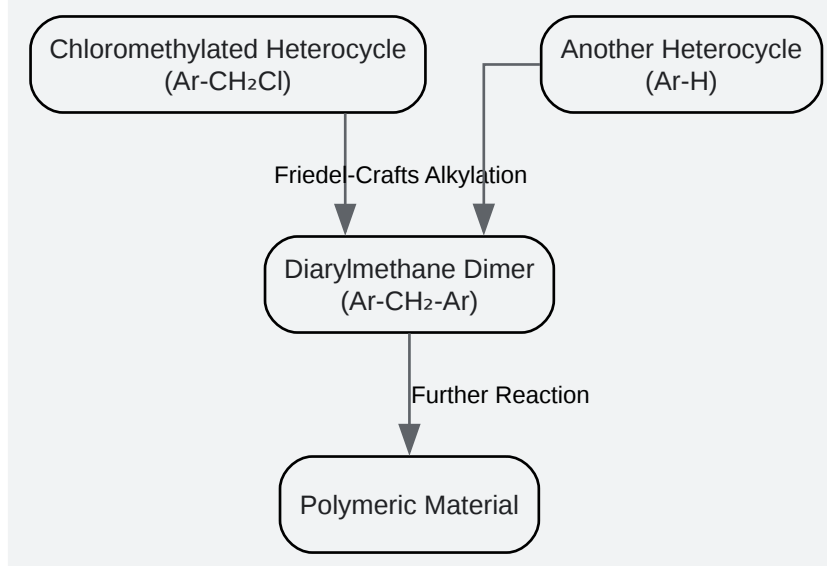 Chloromethylated Heterocycle
(Ar-CH₂Cl)
Another Heterocycle
(Ar-H)
Friedel-Crafts Alkylation
Diarylmethane Dimer
(Ar-CH₂-Ar)
Further Reaction
Polymeric Material